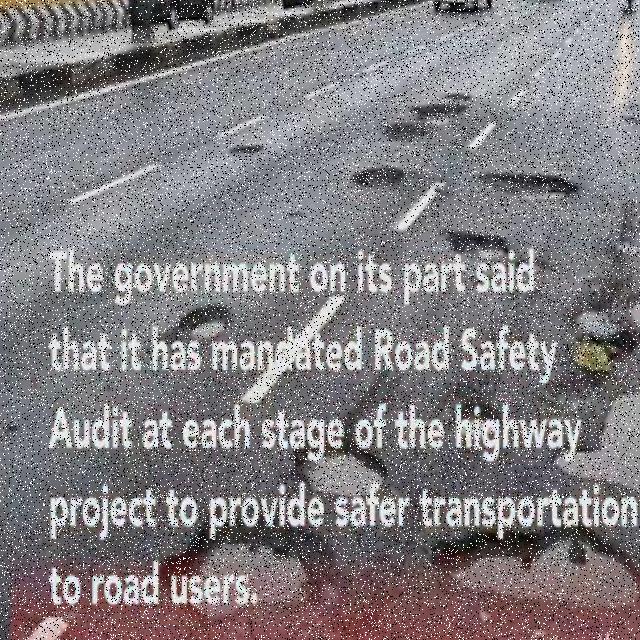 The government on its part said
that it has mandated Road Safety
Audit at each stage of the highway
project to provide safer transportation
to road users.